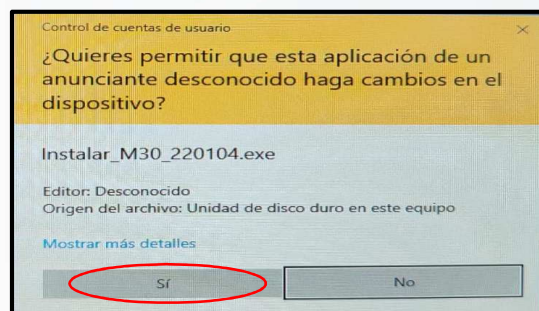 Control de cuentas de usuario
¿Quieres permitir que esta aplicación de un
anunciante desconocido haga cambios en el
dispositivo?
Instalar_M30_220104.exe
Editor: Desconocido
Origen del archivo: Unidad de disco duro en este equipo
Mostrar más detalles
Sí
No